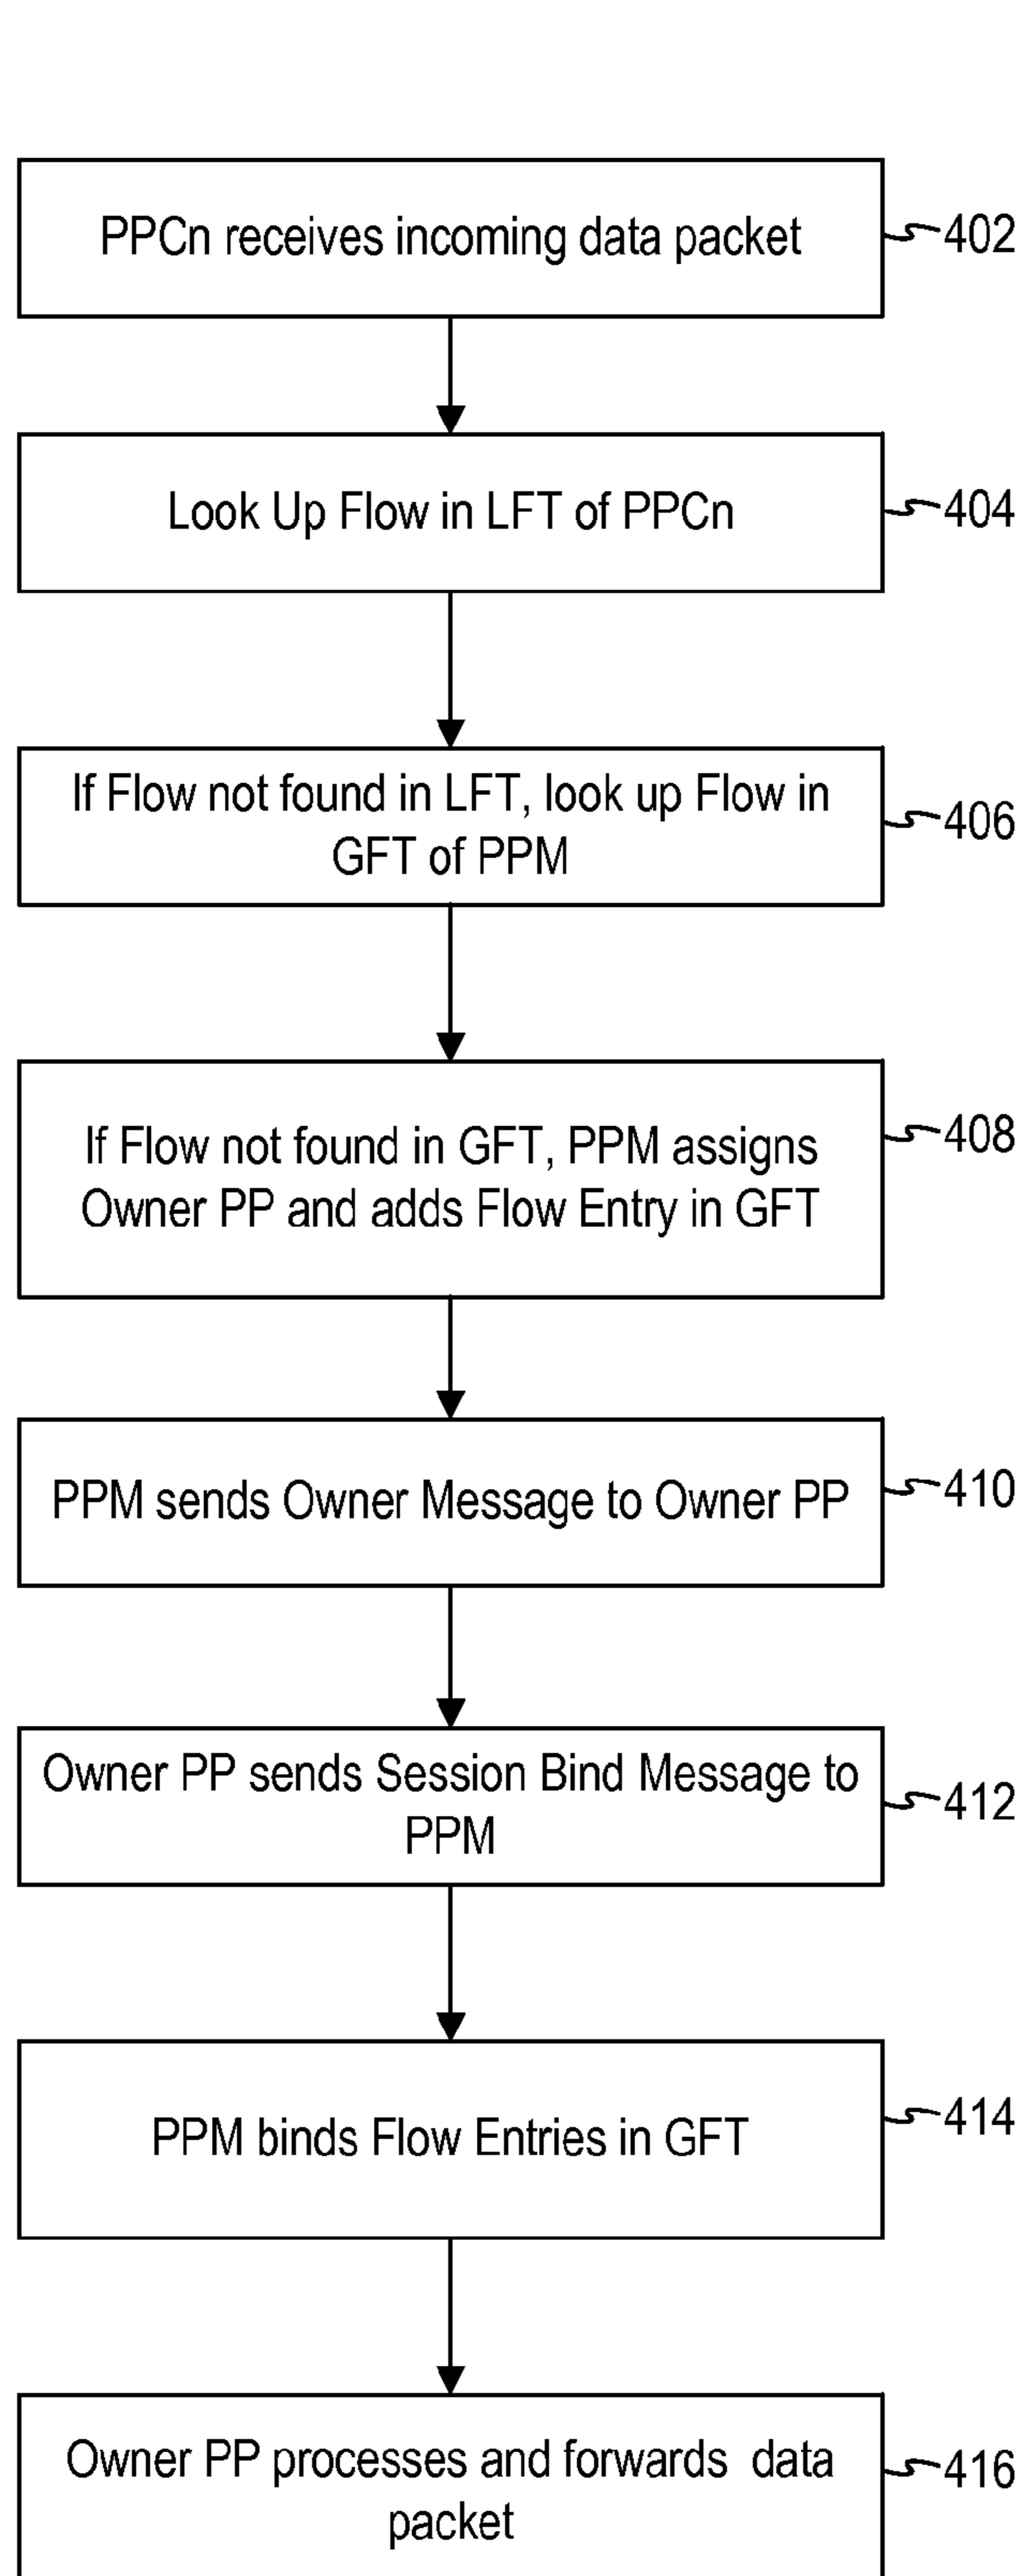 PPCn receives incoming data packet
402
Look Up Flow in LFT of PPCn
404
If Flow not found in LFT, look up Flow in
GFT of PPM
406
If Flow not found in GFT, PPM assigns
Owner PP and adds Flow Entry in GFT
408
PPM sends Owner Message to Owner PP
410
Owner PP sends Session Bind Message to
PPM
412
PPM binds Flow Entries in GFT
414
Owner PP processes and forwards data
packet
416